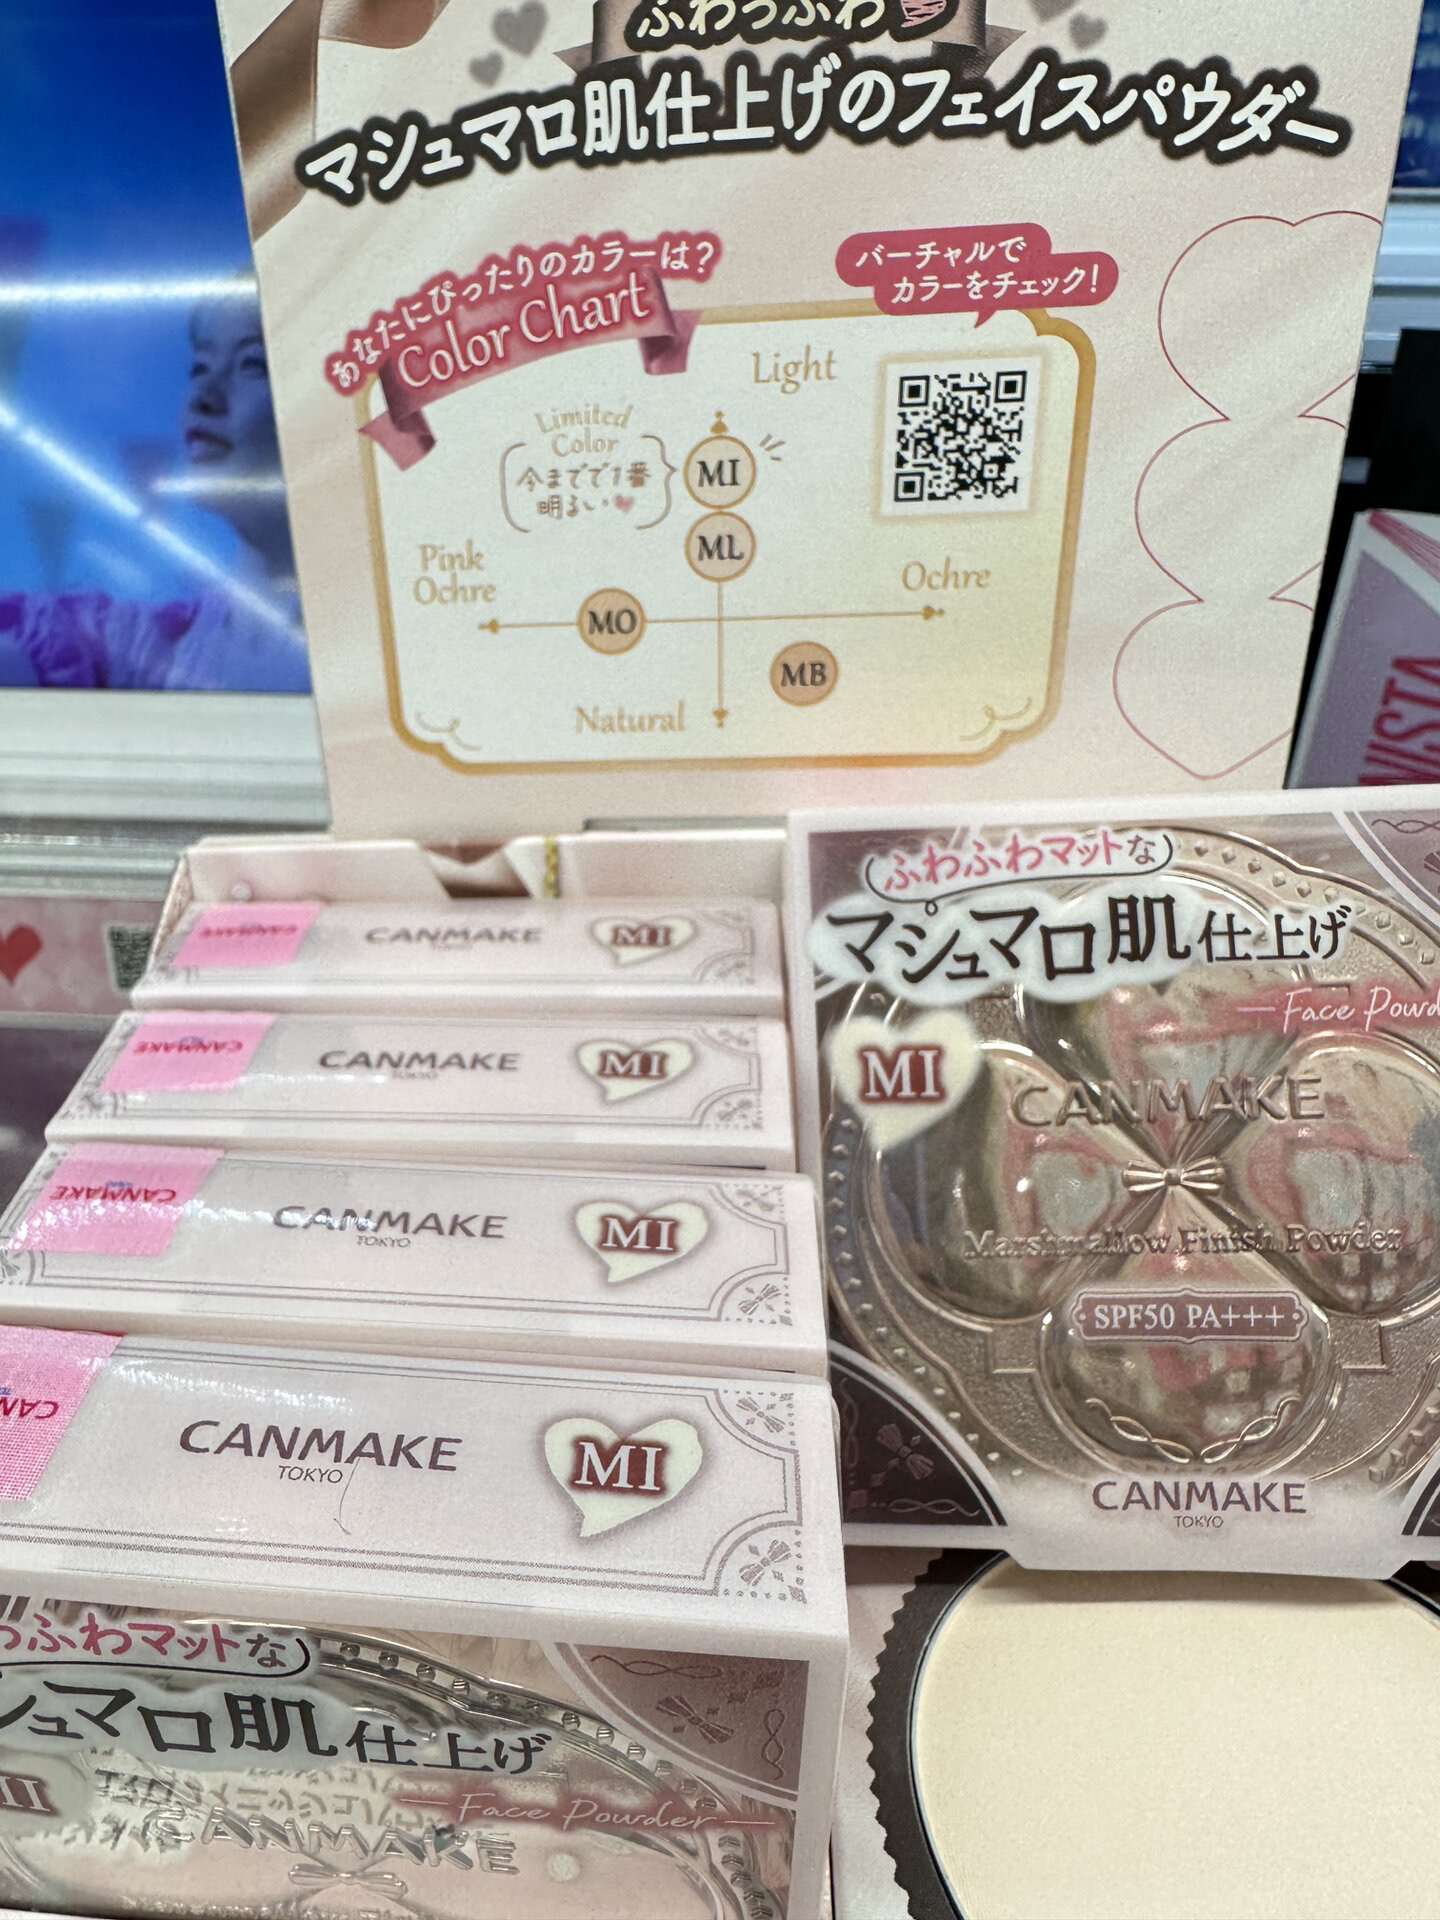 ふわっふわ
マシュマロ肌仕上げのフェイスパウダー
あなたにぴったりのカラーは?
Color Chart
バーチャルで
カラーをチェック!
Light
Limited
Color
今までで1番
明るい
MI
ML
Pink
Ochre
Ochre
MO
MB
Natural
CANMAKE
CANMAKE
MI
CANMAKE
CANMAKE
TOKYO
MI
CANMAKE
CANMAKE
TOKYO
MI
CANMAKE
TOKYO
MI
ふわふわマットな
マシュマロ肌仕上げ
Face Powd
MI
CANMAKE
Marshmallow Finish Powder
SPF50 PA+++
CANMAKE
TOKYO
わふわマットな
シュマロ肌仕上げ
Face Powder
CANMAKE